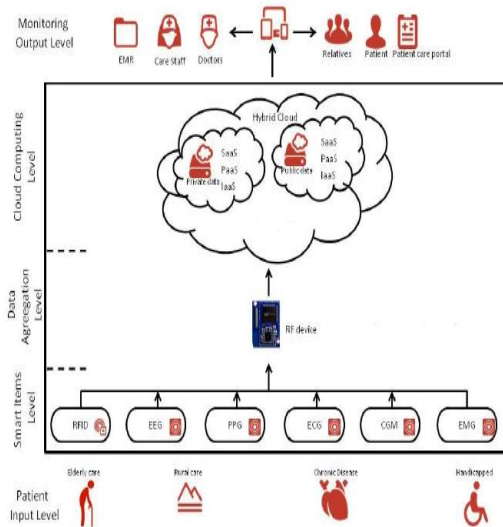 Monitoring
Output Level
EMR
Care Staff
Doctors
Relatives
Patient
Patient care portal
Cloud Computing
Level
Hybrid Cloud
SaaS
PaaS
IaaS
Private data
SaaS
PaaS
IaaS
Public data
Data
Agreegation
Level
RF device
Smart Items
Level
RFID
EEG
PPG
ECG
CGM
EMG
Elderly care
Rural care
Chronic Disease
Handicapped
Patient
Input Level